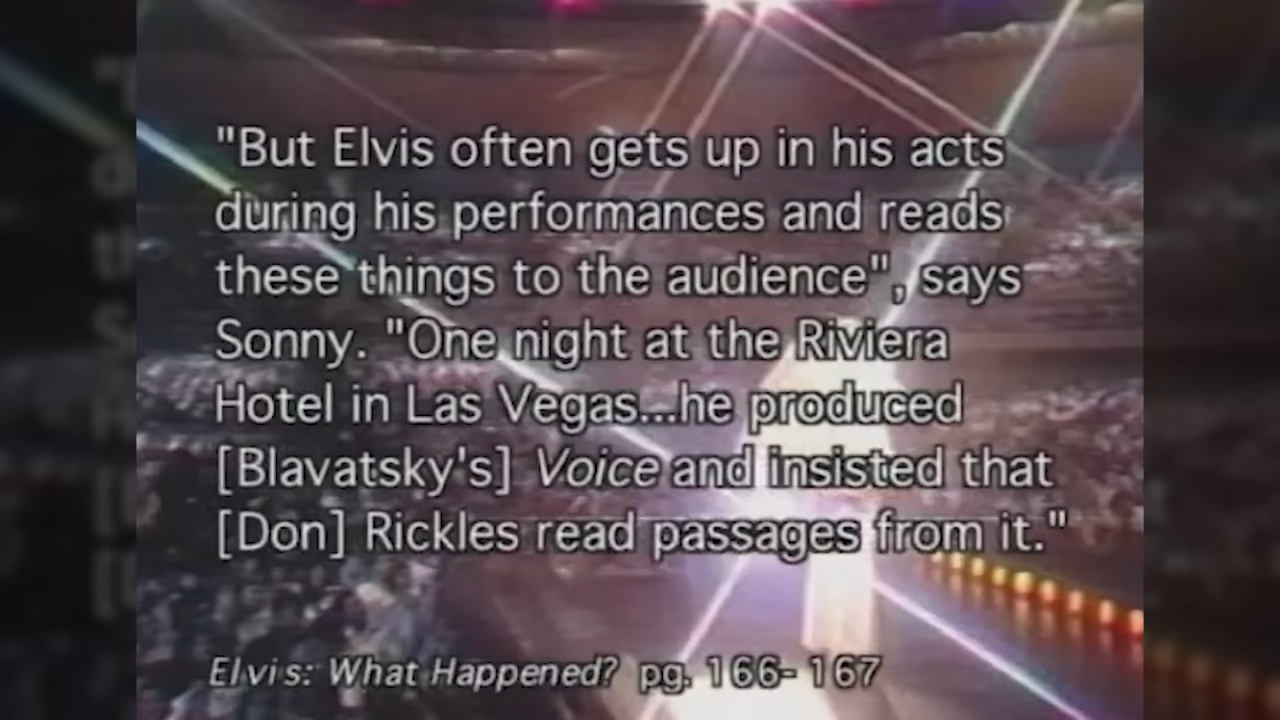 "But Elvis often gets up in his acts
during his performances and reads
these things to the audience", says
Sonny. "One night at the Riviera
Hotel in Las Vegas...he produced
[Blavatsky's] Voice and insisted that
[Don] Rickles read passages from it."
Elvis: What Happened? pg. 166-167